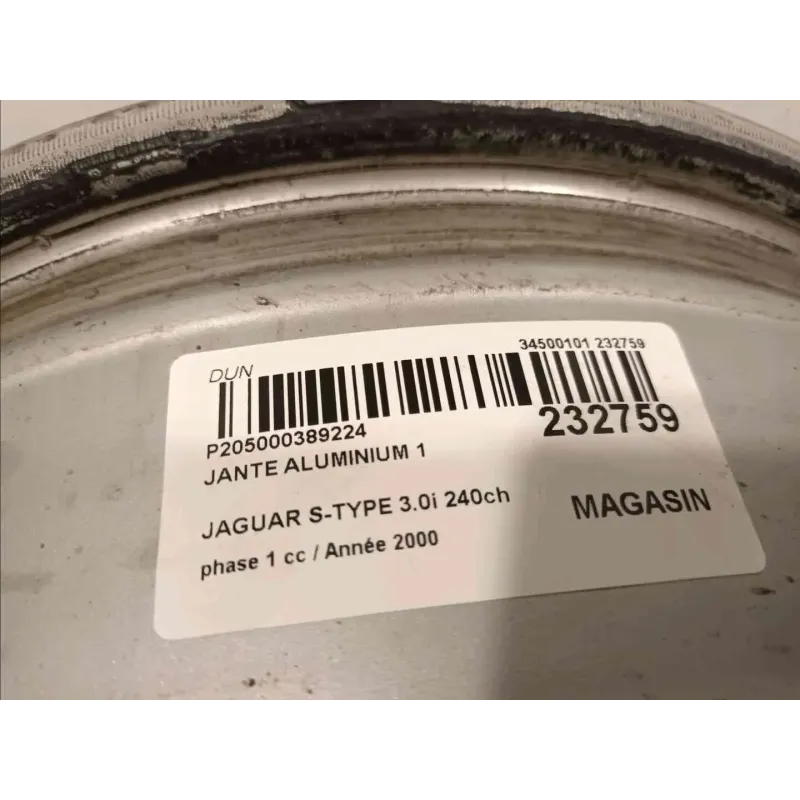 DUN
34500101 232759
232759
P205000389224
JANTE ALUMINIUM 1
JAGUAR S-TYPE 3.0i 240ch
MAGASIN
phase 1 cc / Année 2000